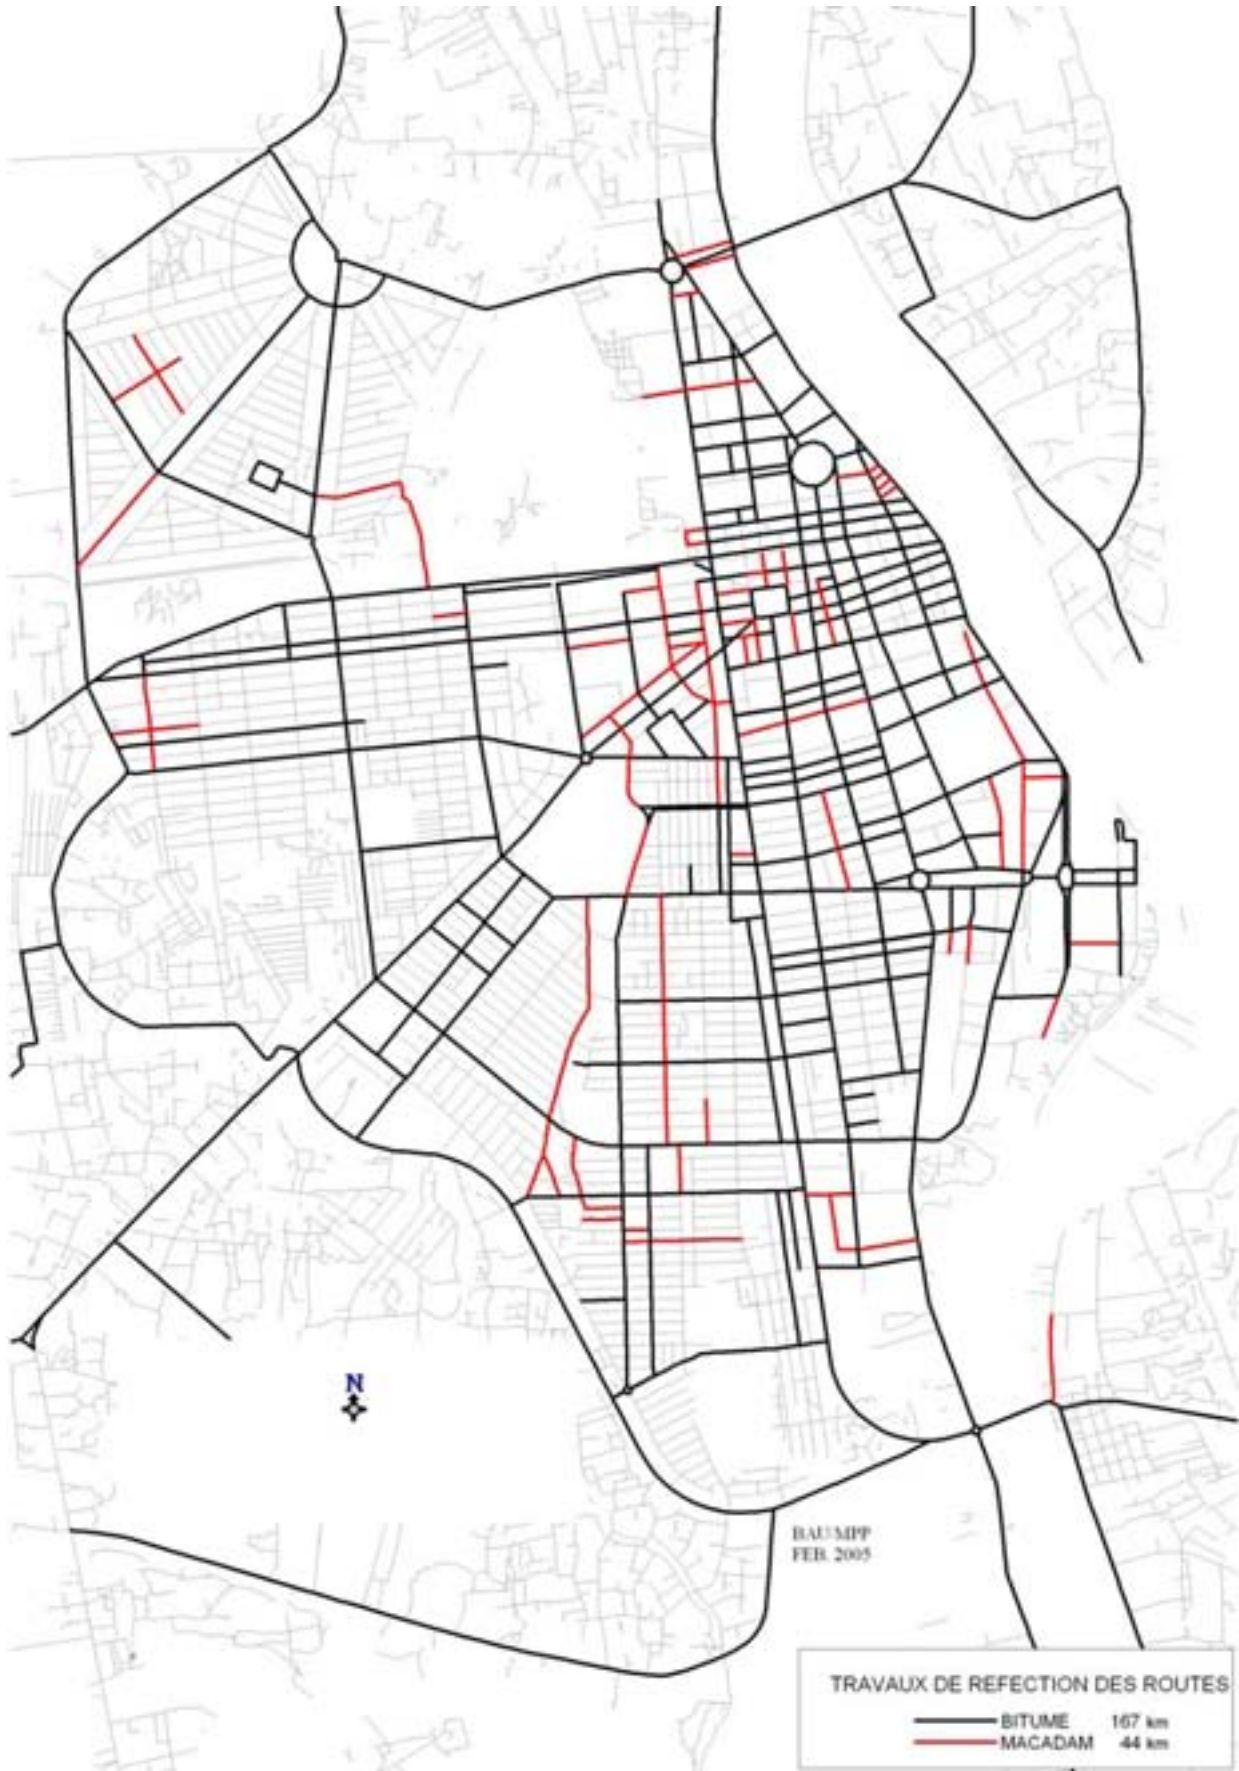 N
BAU/MPP
FEB. 2005
TRAVAUX DE REFECTION DES ROUTES
BITUME 167 km
MACADAM 44 km